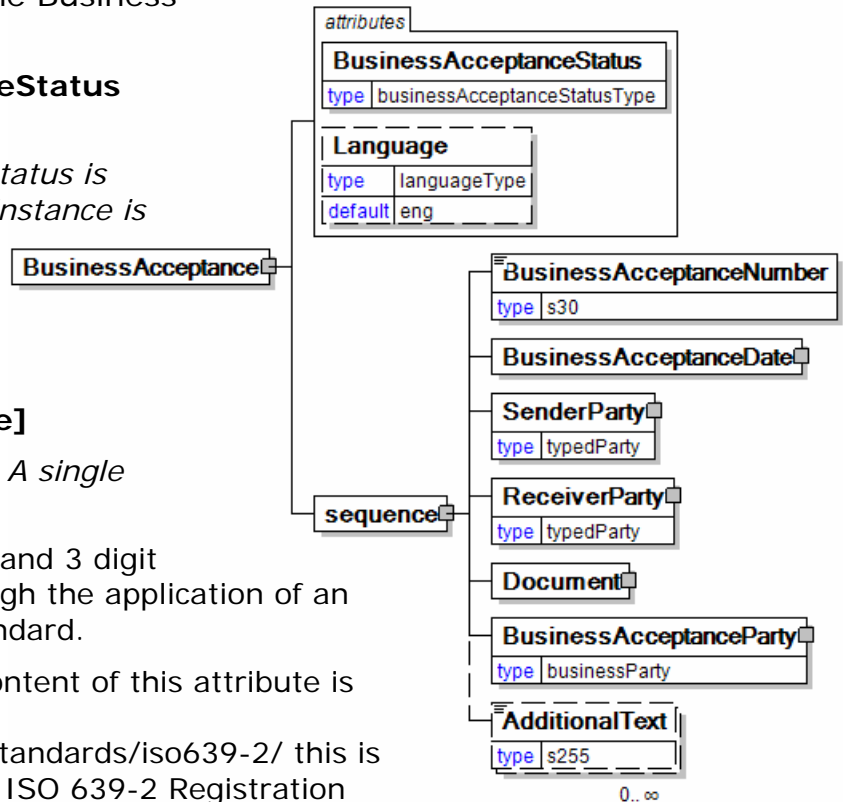 ne Business
eStatus
tatus is
nstance is
e]
A single
and 3 digit
gh the application of an
ndard.
ontent of this attribute is
tandards/iso639-2/ this is
ISO 639-2 Registration
attributes
BusinessAcceptanceStatus
type businessAcceptanceStatusType
Language
type languageType
default eng
BusinessAcceptance
sequence
BusinessAcceptanceNumber
type s30
BusinessAcceptanceDate
SenderParty
type typedParty
ReceiverParty
type typedParty
Document
BusinessAcceptanceParty
type businessParty
AdditionalText
type s255
0..∞